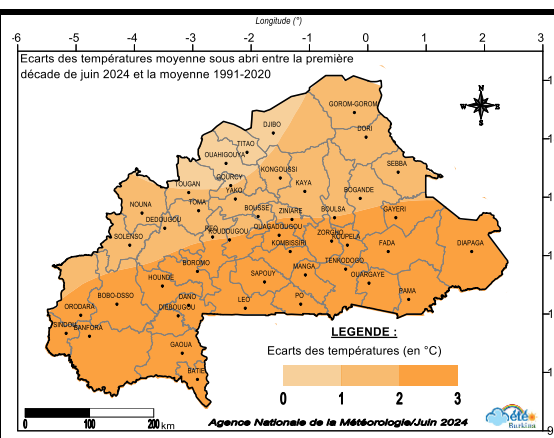 Longitude (°)
-6 -5 -4 -3 -2 -1 0 1 2 3
Ecarts des températures moyenne sous abri entre la première
décade de juin 2024 et la moyenne 1991-2020
N
W E
S
GOROM-GOROM
DJIBO
DORI
TITAO
OUAHIGOUYA
SEBBA
KONGOUSSI
GOURCY
TOUGAN
KAYA
YAKO
BOGANDE
NOUNA
TOMA
BOUSSE
ZINIARE
BOULSA
GAYERI
DEDOUGOU
REO
KOUDOUGOU
OUAGADOUGOU
ZORGHO
KOUPELA
SOLENSO
KOMBISSIRI
FADA
DIAPAGA
BOROMO
TENKODOGO
HOUNDE
SAPOUY
MANGA
OUARGAYE
BOBO-DSSO
DANO
LEO
PO
PAMA
ORODARA
DIEBOUGOU
SINDOU
BANFORA
GAOUA
BATIE
LEGENDE :
Ecarts des températures (en °C)
0 1 2 3
0 100 200 km
Agence Nationale de la Météorologie/Juin 2024
Météo
Burkina